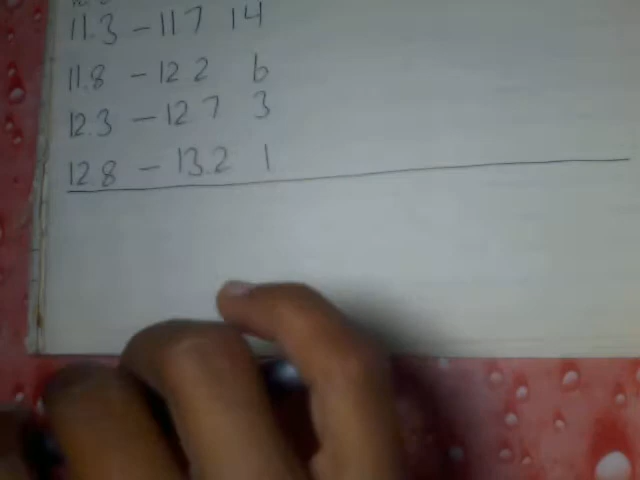 11.3 – 11 7 14
11.8 – 12 2 6
12.3 – 12 7 3
12 8 – 13.2 1